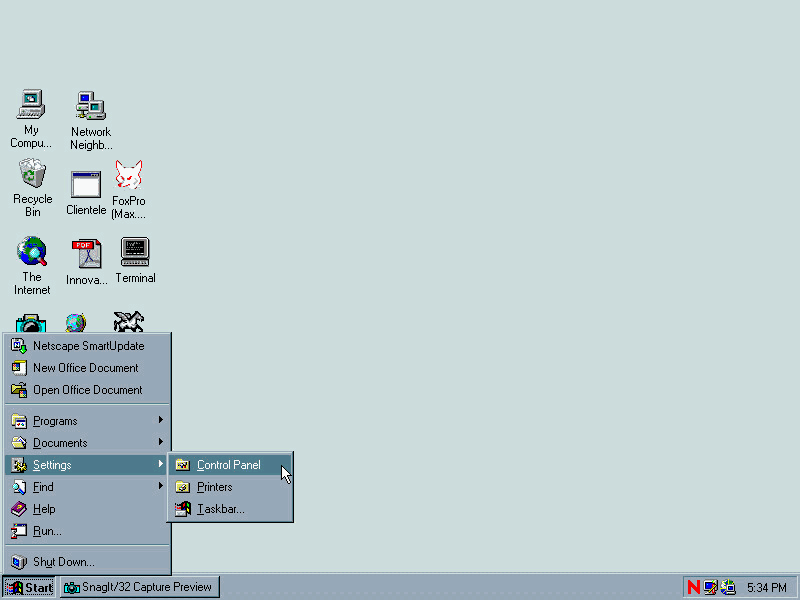 My
Compu...
Network
Neighb...
Recycle
Bin
Clientele
FoxPro
(Max....
The
Internet
PDF
Innova...
Terminal
Netscape SmartUpdate
New Office Document
Open Office Document
Programs
Documents
Settings
Find
Help
Run...
Shut Down...
Control Panel
Printers
Taskbar...
Start
SnagIt/32 Capture Preview
N
5:34 PM